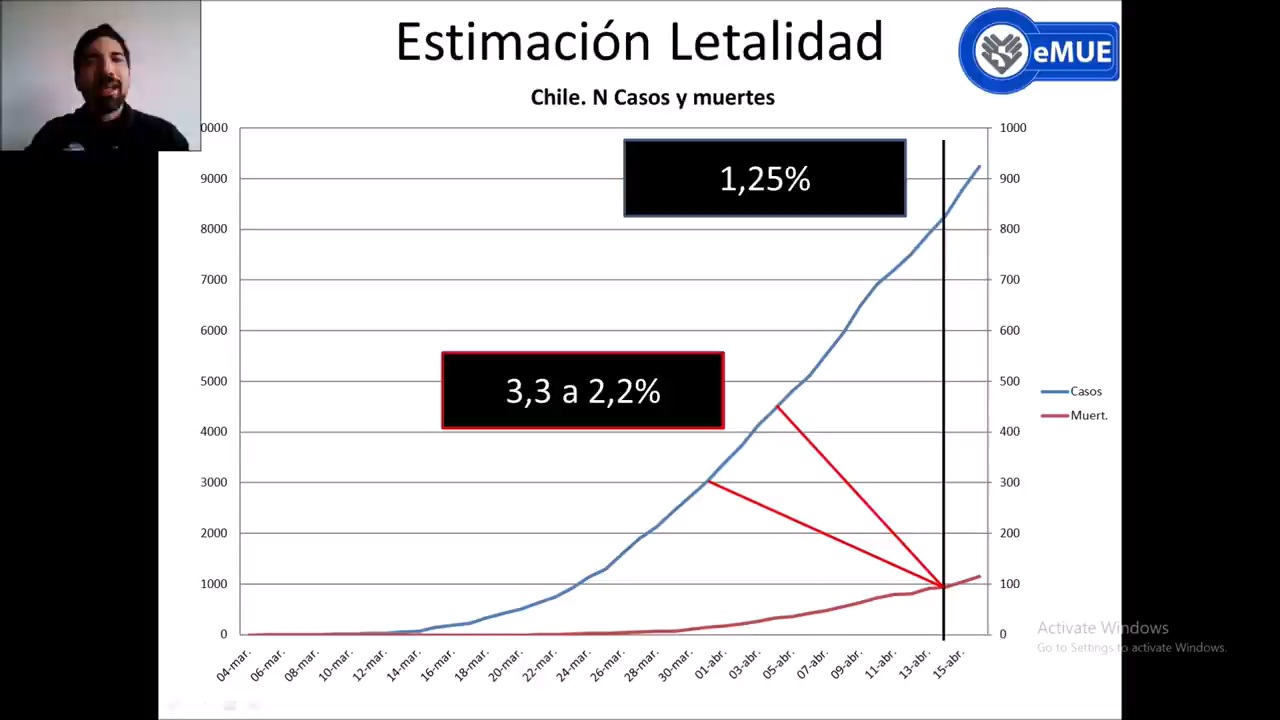 Estimación Letalidad
eMUE
Chile. N Casos y muertes
0000
9000
8000
7000
6000
5000
4000
3000
2000
1000
0
1000
900
800
700
600
500
400
300
200
100
0
1,25%
3,3 a 2,2%
Casos
Muert.
04-mar.
06-mar.
08-mar.
10-mar.
12-mar.
14-mar.
16-mar.
18-mar.
20-mar.
22-mar.
24-mar.
26-mar.
28-mar.
30-mar.
01-abr.
03-abr.
05-abr.
07-abr.
09-abr.
11-abr.
13-abr.
15-abr.
Activate Windows
Go to Settings to activate Windows.